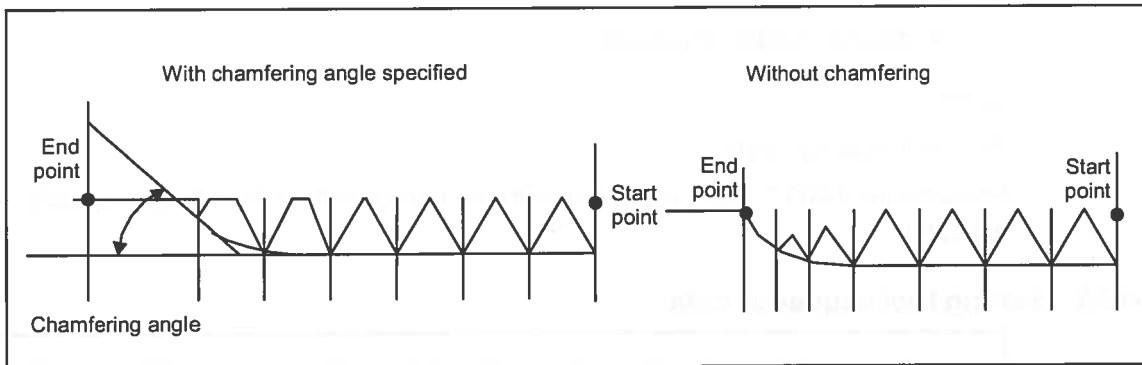 With chamfering angle specified
Without chamfering
End
point
Start
point
Chamfering angle
End
point
Start
point